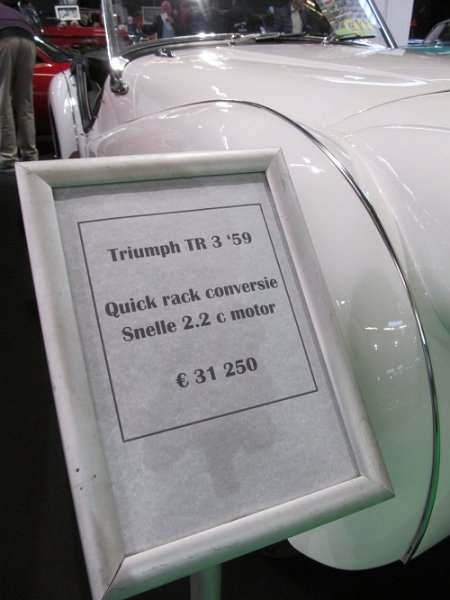 Triumph TR 3 ‘59
Quick rack conversie
Snelle 2.2 c motor
€ 31 250